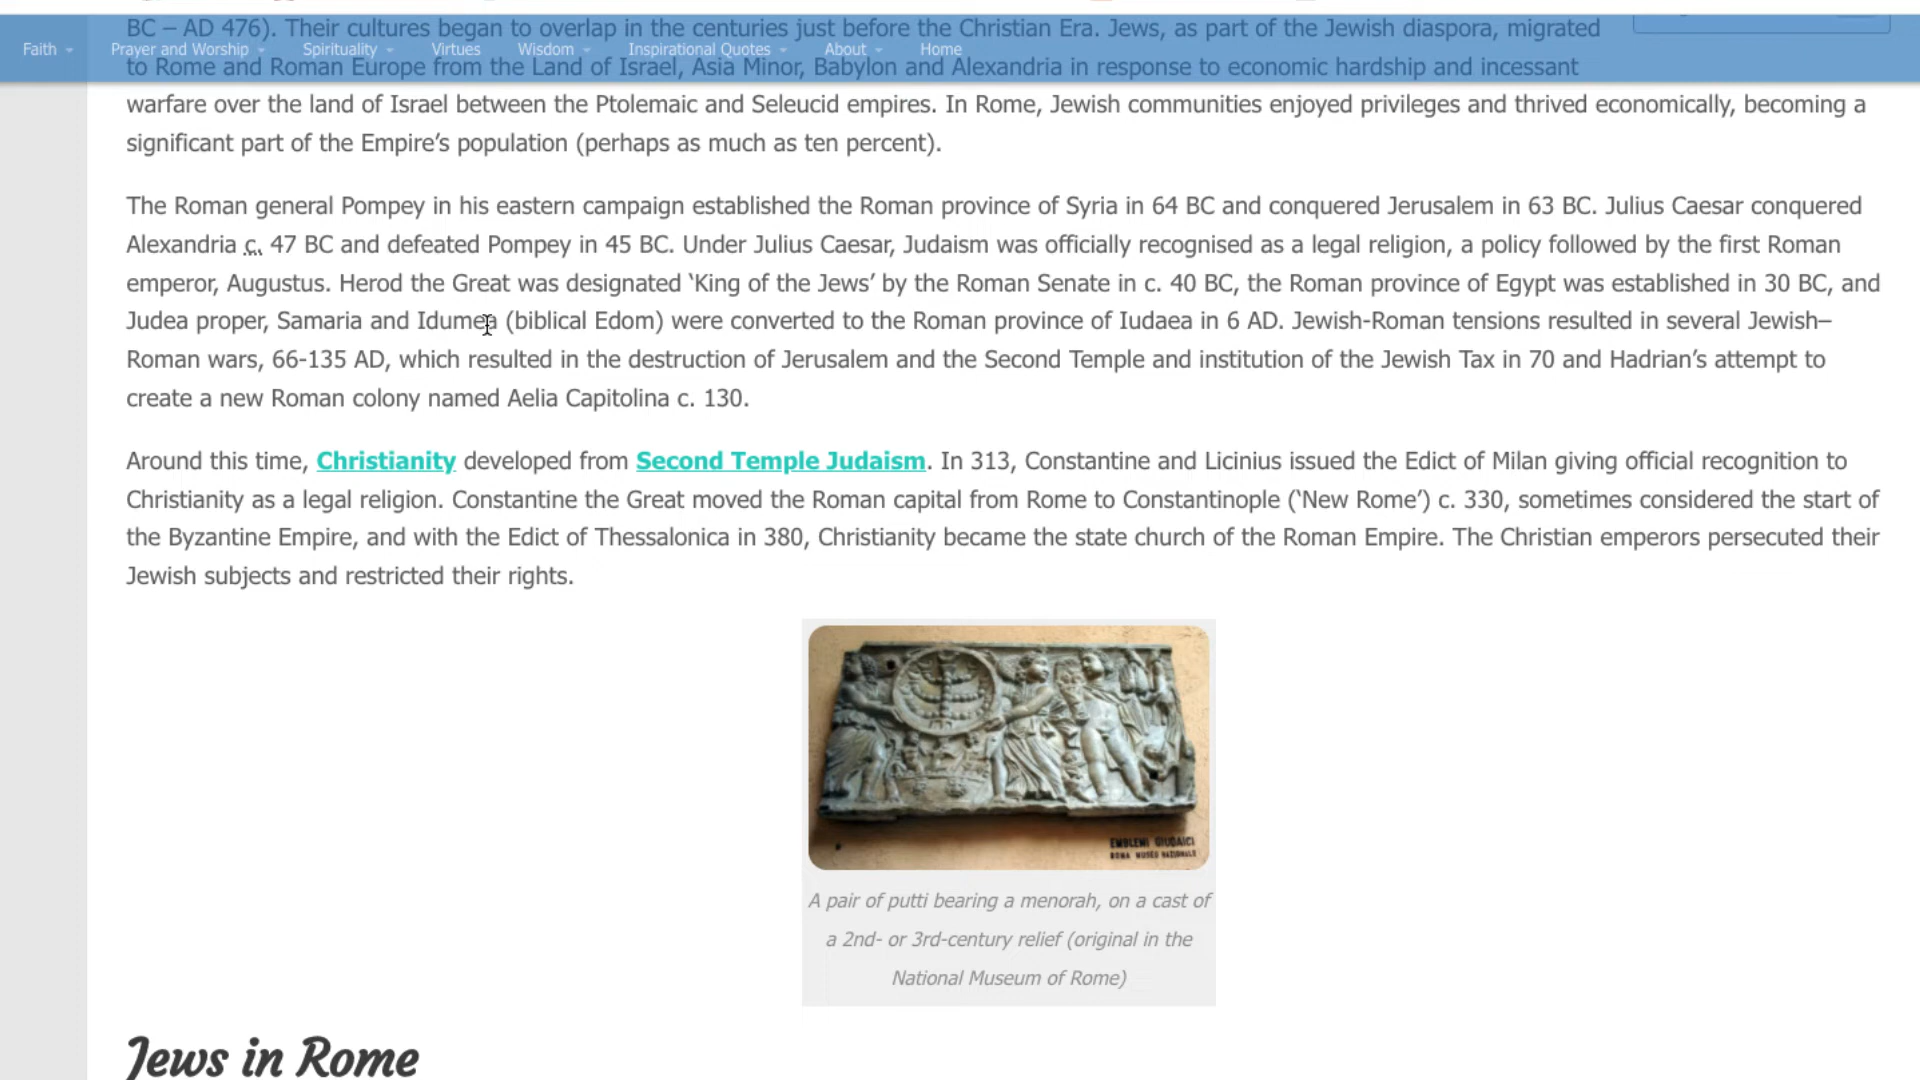 BC – AD 476). Their cultures began to overlap in the centuries just before the Christian Era. Jews, as part of the Jewish diaspora, migrated
Faith Prayer and Worship Spirituality Virtues Wisdom Inspirational Quotes About Home
to Rome and Roman Europe from the Land of Israel, Asia Minor, Babylon and Alexandria in response to economic hardship and incessant
warfare over the land of Israel between the Ptolemaic and Seleucid empires. In Rome, Jewish communities enjoyed privileges and thrived economically, becoming a
significant part of the Empire’s population (perhaps as much as ten percent).
The Roman general Pompey in his eastern campaign established the Roman province of Syria in 64 BC and conquered Jerusalem in 63 BC. Julius Caesar conquered
Alexandria c. 47 BC and defeated Pompey in 45 BC. Under Julius Caesar, Judaism was officially recognised as a legal religion, a policy followed by the first Roman
emperor, Augustus. Herod the Great was designated ‘King of the Jews’ by the Roman Senate in c. 40 BC, the Roman province of Egypt was established in 30 BC, and
Judea proper, Samaria and Idumea (biblical Edom) were converted to the Roman province of Iudaea in 6 AD. Jewish-Roman tensions resulted in several Jewish–
Roman wars, 66-135 AD, which resulted in the destruction of Jerusalem and the Second Temple and institution of the Jewish Tax in 70 and Hadrian’s attempt to
create a new Roman colony named Aelia Capitolina c. 130.
Around this time, Christianity developed from Second Temple Judaism. In 313, Constantine and Licinius issued the Edict of Milan giving official recognition to
Christianity as a legal religion. Constantine the Great moved the Roman capital from Rome to Constantinople (‘New Rome’) c. 330, sometimes considered the start of
the Byzantine Empire, and with the Edict of Thessalonica in 380, Christianity became the state church of the Roman Empire. The Christian emperors persecuted their
Jewish subjects and restricted their rights.
EMBLEMI GIUDAICI
ROMA MUSEO NAZIONALE
A pair of putti bearing a menorah, on a cast of
a 2nd- or 3rd-century relief (original in the
National Museum of Rome)
Jews in Rome